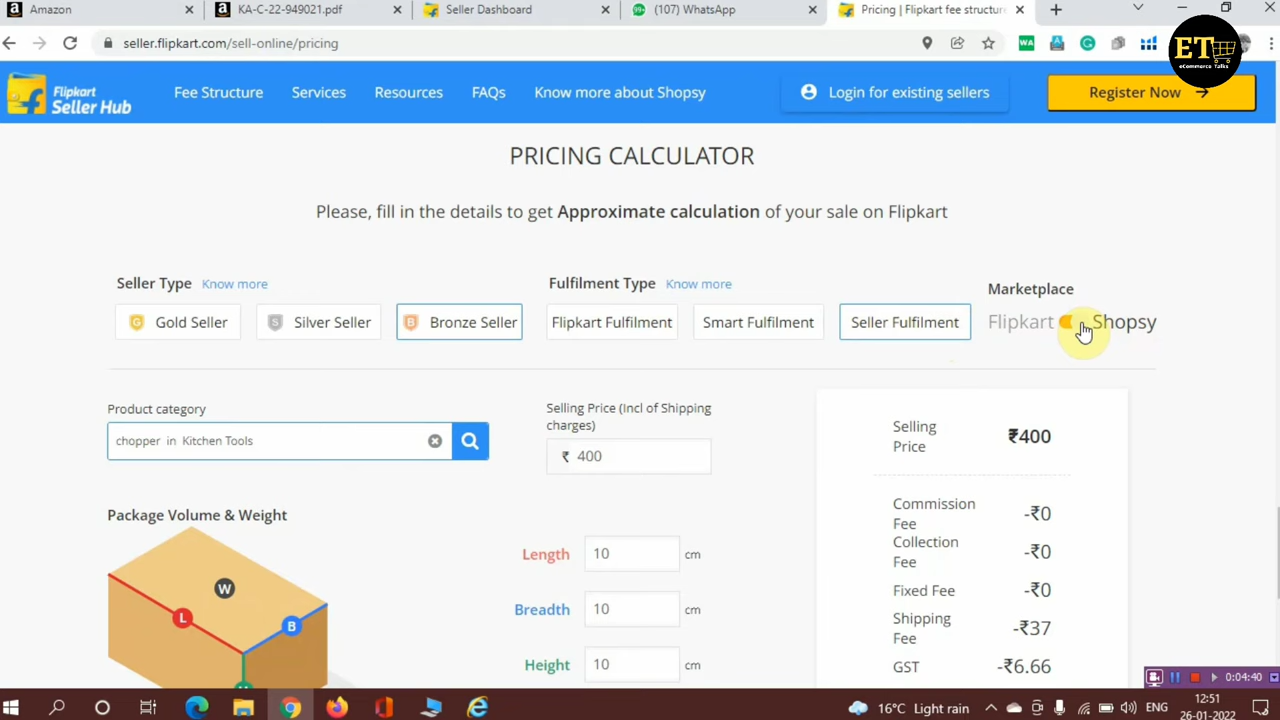 Amazon
KA-C-22-949021.pdf
Seller Dashboard
(107) WhatsApp
Pricing | Flipkart fee structure
seller.flipkart.com/sell-online/pricing
WA
ET
eCommerce Talks
Flipkart
Seller Hub
Fee Structure
Services
Resources
FAQs
Know more about Shopsy
Login for existing sellers
Register Now
PRICING CALCULATOR
Please, fill in the details to get Approximate calculation of your sale on Flipkart
Seller Type Know more
Fulfilment Type Know more
Marketplace
G Gold Seller
S Silver Seller
B Bronze Seller
Flipkart Fulfilment
Smart Fulfilment
Seller Fulfilment
Flipkart Shopsy
Product category
chopper in Kitchen Tools
Selling Price (Incl of Shipping
charges)
₹ 400
Selling
Price
₹400
Package Volume & Weight
W
L
B
Length 10 cm
Breadth 10 cm
Height 10 cm
Commission
Fee
-₹0
Collection
Fee
-₹0
Fixed Fee -₹0
Shipping
Fee
-₹37
GST -₹6.66
0:04:40
16°C Light rain
ENG
12:51
26-01-2022